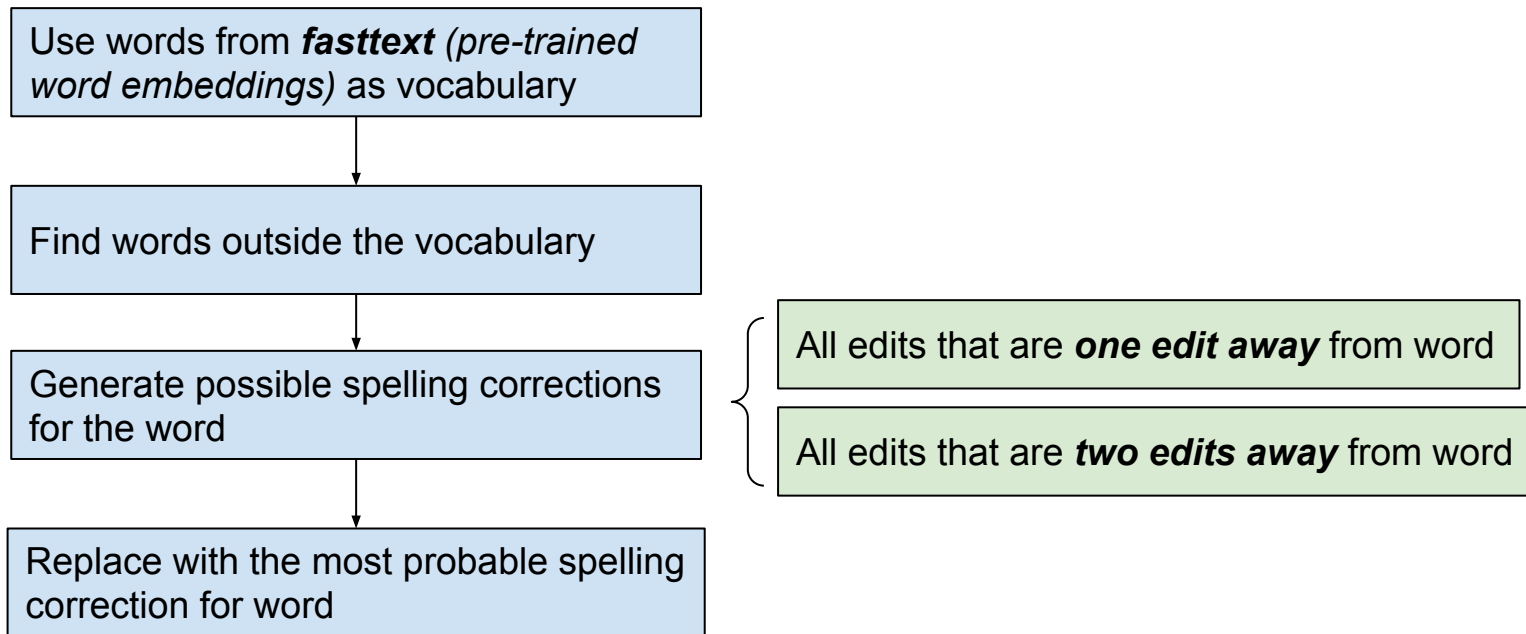 Use words from fasttext (pre-trained
word embeddings) as vocabulary
Find words outside the vocabulary
Generate possible spelling corrections
for the word
All edits that are one edit away from word
All edits that are two edits away from word
Replace with the most probable spelling
correction for word